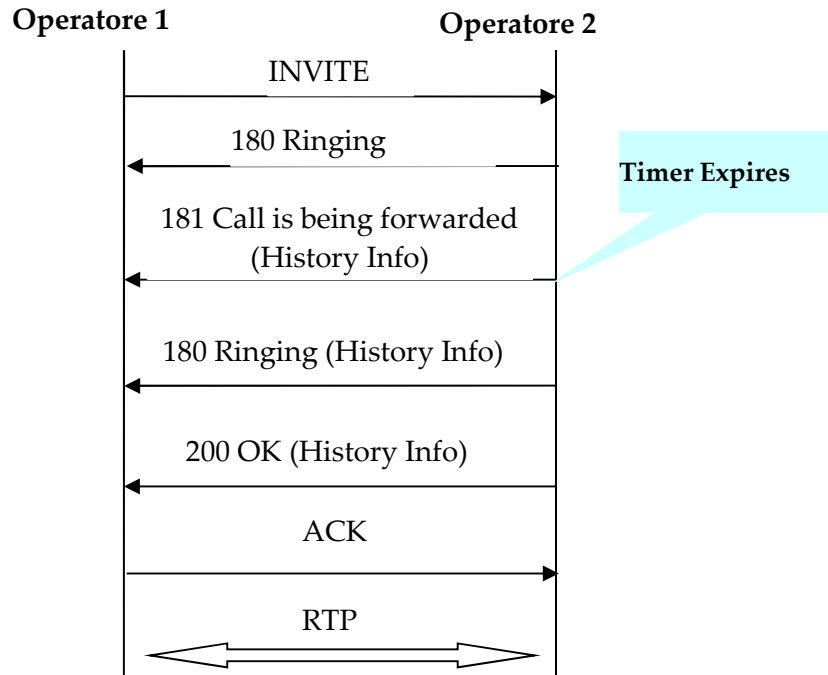 Operatore 1
Operatore 2
INVITE
180 Ringing
Timer Expires
181 Call is being forwarded
(History Info)
180 Ringing (History Info)
200 OK (History Info)
ACK
RTP